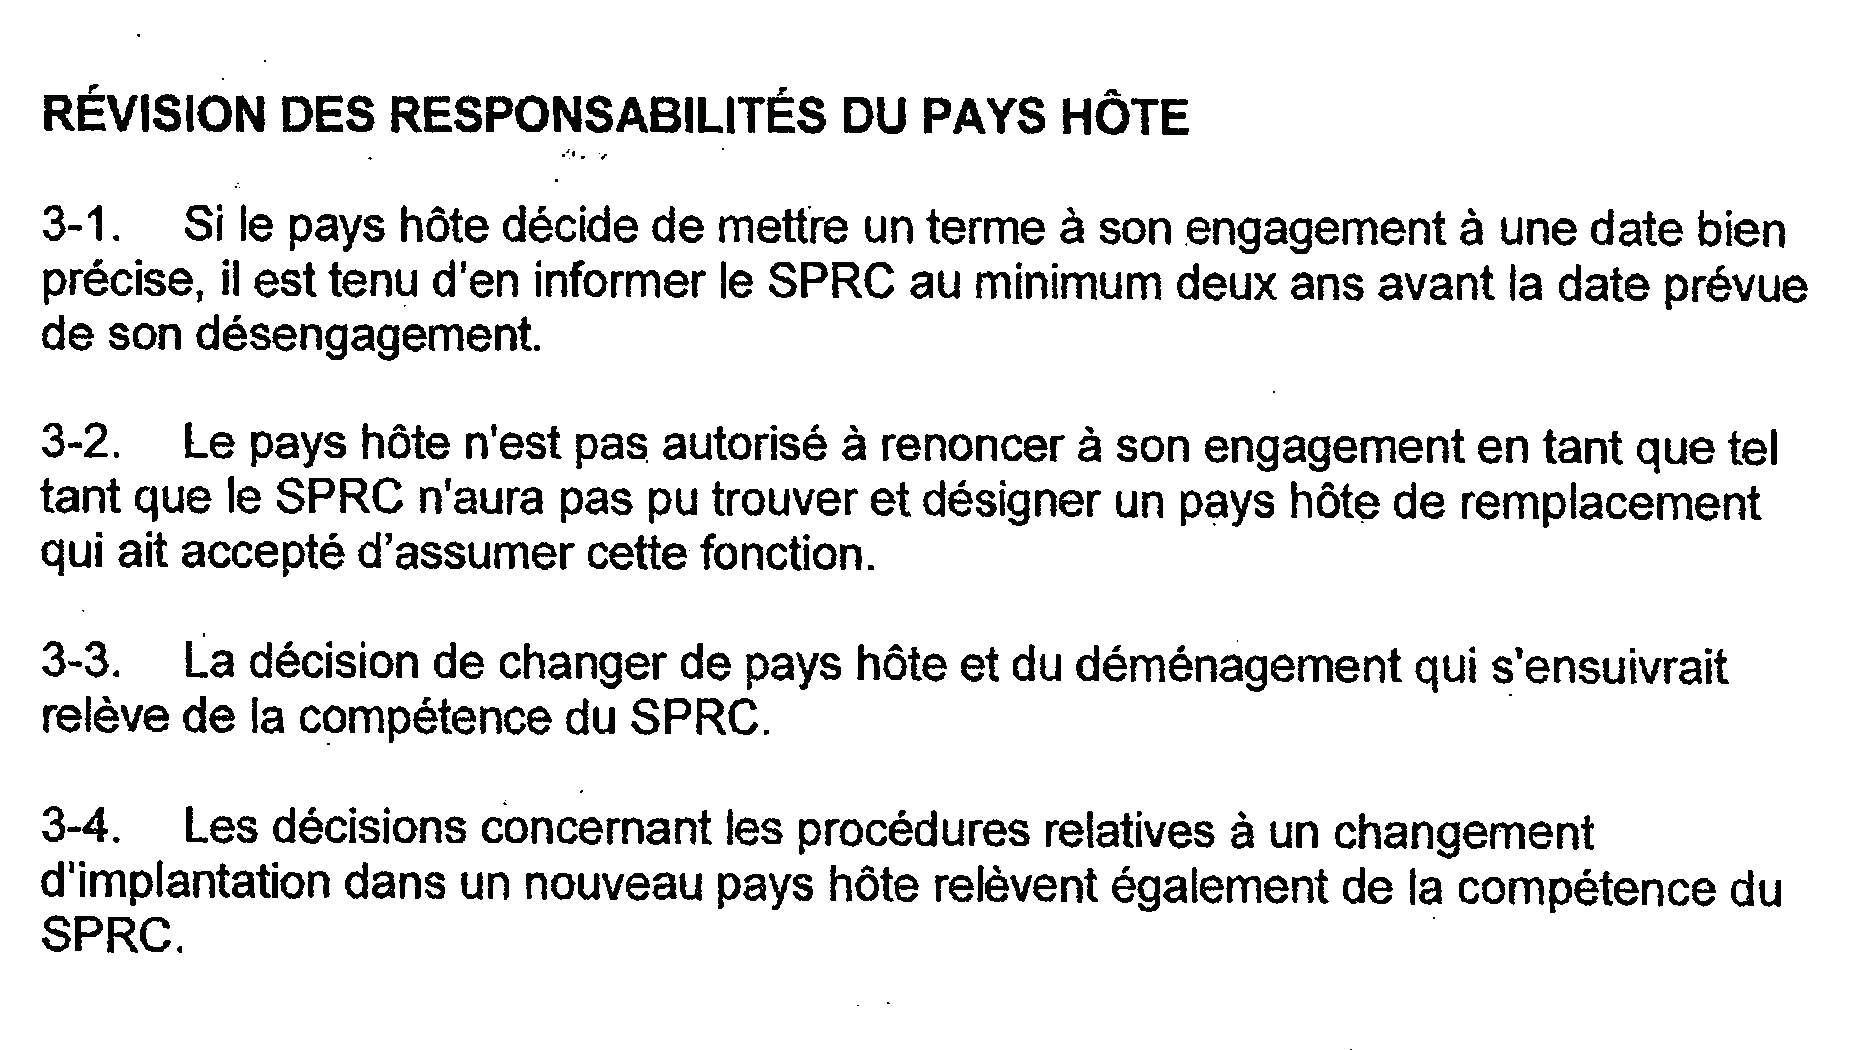 RÉVISION DES RESPONSABILITÉS DU PAYS HÔTE
3-1. Si le pays hôte décide de mettre un terme à son engagement à une date bien
précise, il est tenu d'en informer le SPRC au minimum deux ans avant la date prévue
de son désengagement.
3-2. Le pays hôte n'est pas autorisé à renoncer à son engagement en tant que tel
tant que le SPRC n'aura pas pu trouver et désigner un pays hôte de remplacement
qui ait accepté d’assumer cette fonction.
3-3. La décision de changer de pays hôte et du déménagement qui s'ensuivrait
relève de la compétence du SPRC.
3-4. Les décisions concernant les procédures relatives à un changement
d'implantation dans un nouveau pays hôte relèvent également de la compétence du
SPRC.